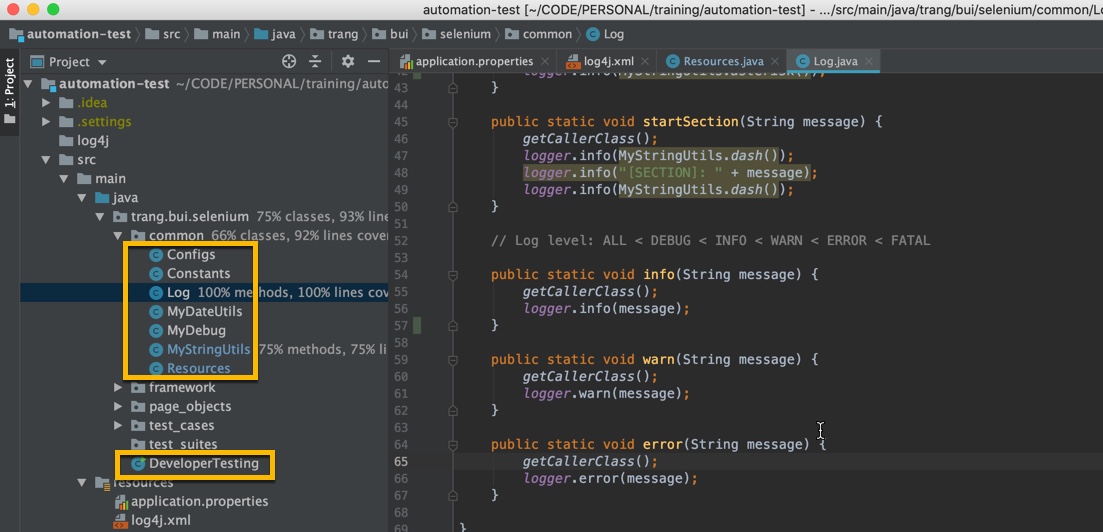 automation-test [~/CODE/PERSONAL/training/automation-test] - .../src/main/java/trang/bui/selenium/common/Lo
automation-test src main java trang bui selenium common Log
Project
application.properties log4j.xml Resources.java Log.java
1: Project
automation-test ~/CODE/PERSONAL/training/auto
.idea
.settings
log4j
src
main
java
trang.bui.selenium 75% classes, 93% line
common 66% classes, 92% lines cover
Configs
Constants
Log 100% methods, 100% lines cov
MyDateUtils
MyDebug
MyStringUtils 75% methods, 75% li
Resources
framework
page_objects
test_cases
test_suites
DeveloperTesting
resources
application.properties
log4j.xml
42 logger.info(MyStringUtils.asterisk());
43 }
44
45 public static void startSection(String message) {
46 getCallerClass();
47 logger.info(MyStringUtils.dash());
48 logger.info("[SECTION]: " + message);
49 logger.info(MyStringUtils.dash());
50 }
51
52 // Log level: ALL < DEBUG < INFO < WARN < ERROR < FATAL
53
54 public static void info(String message) {
55 getCallerClass();
56 logger.info(message);
57 }
58
59 public static void warn(String message) {
60 getCallerClass();
61 logger.warn(message);
62 }
63
64 public static void error(String message) {
65 getCallerClass();
66 logger.error(message);
67 }
68
69 }